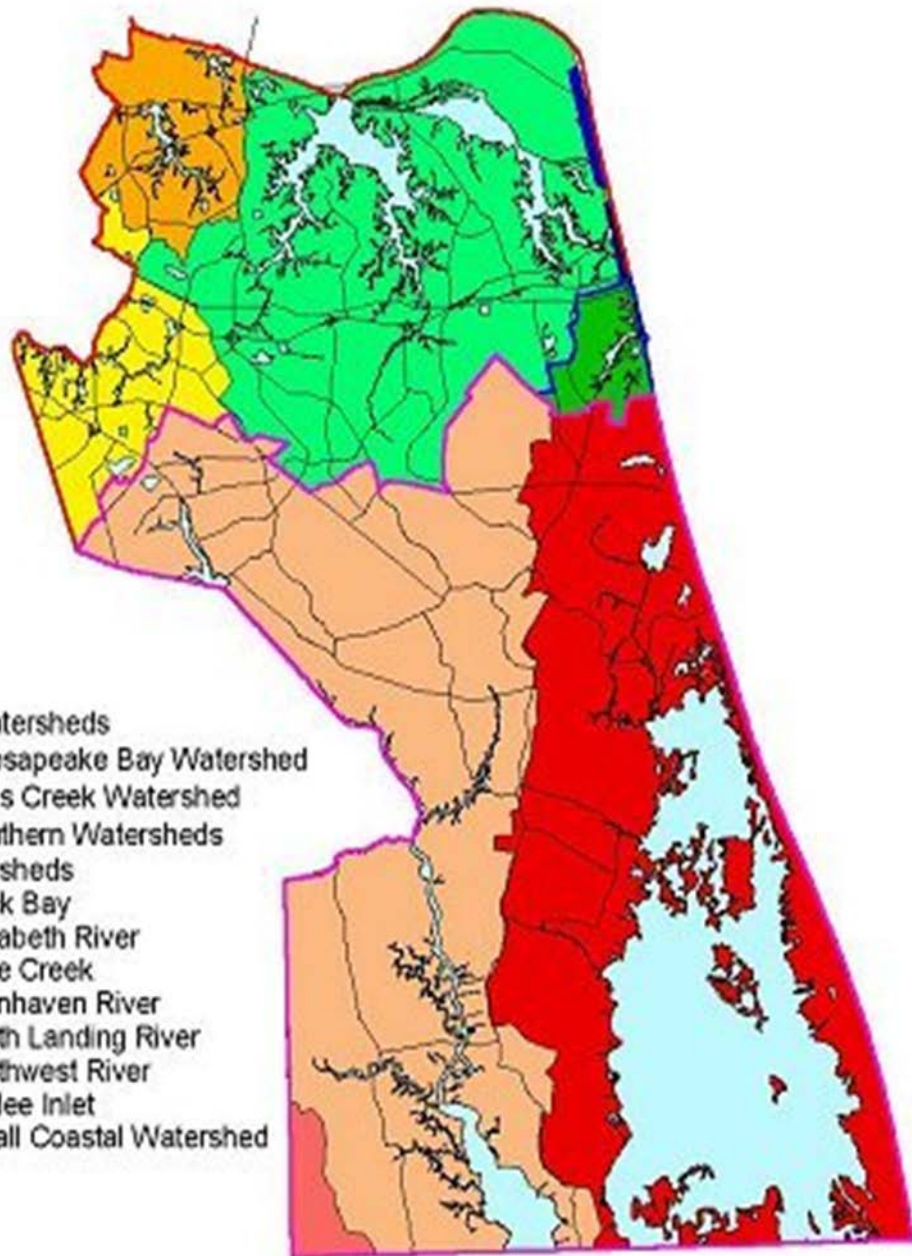 tersheds
esapeake Bay Watershed
s Creek Watershed
thern Watersheds
sheds
k Bay
abeth River
e Creek
nhaven River
th Landing River
thwest River
lee Inlet
all Coastal Watershed